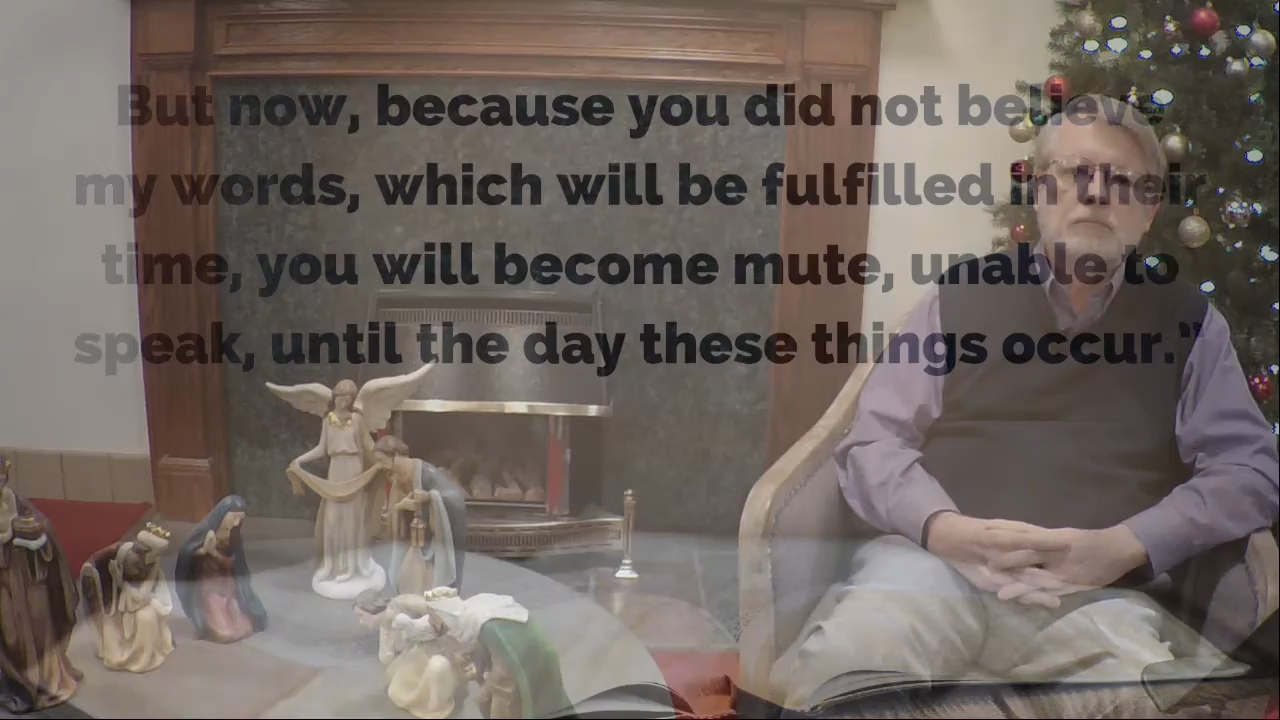 But now, because you did not believe
my words, which will be fulfilled in their
time, you will become mute, unable to
speak, until the day these things occur."